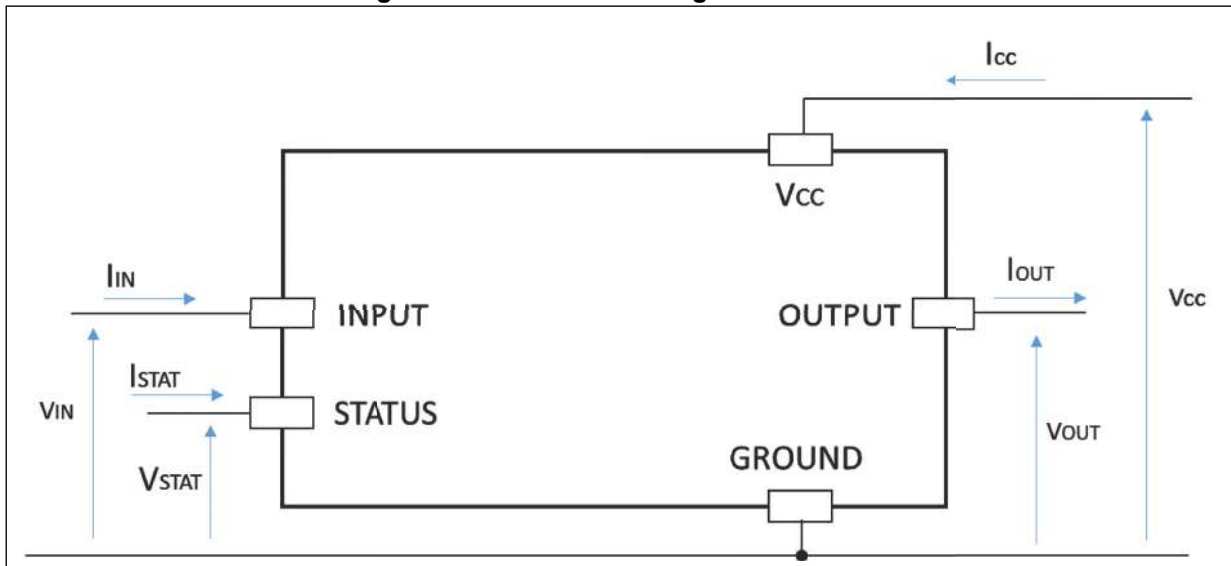 ICC
VCC
IIN
INPUT
OUTPUT
IOUT
VCC
ISTAT
VIN
STATUS
VOUT
VSTAT
GROUND